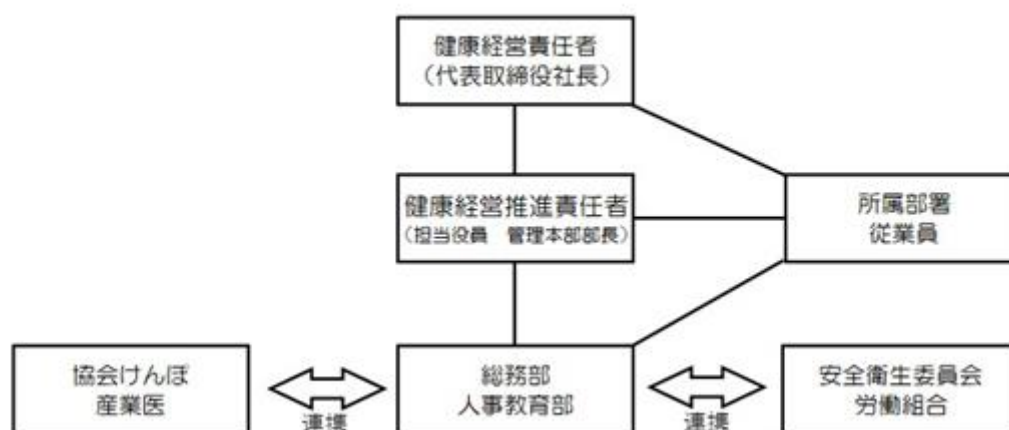 健康経営責任者
（代表取締役社長）
健康経営推進責任者
（担当役員　管理本部部長）
所属部署
従業員
協会けんぽ
産業医
連携
総務部
人事教育部
連携
安全衛生委員会
労働組合